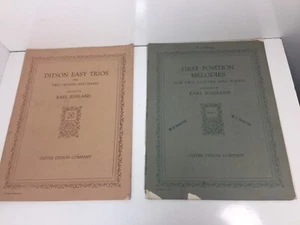 DITSON EASY TRIOS
FOR
TWO VIOLINS AND PIANO
KARL RISSLAND
OLIVER DITSON COMPANY
FIRST POSITION
MELODIES
FOR TWO VIOLINS AND PIANO
KARL RISSLAND
OLIVER DITSON COMPANY